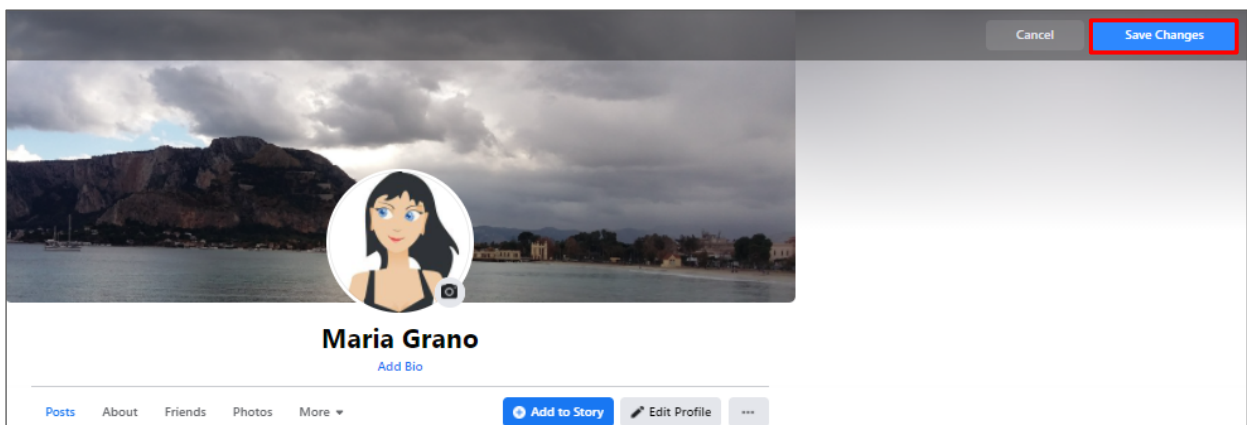 Cancel Save Changes
Maria Grano
Add Bio
Posts About Friends Photos More Add to Story Edit Profile ...